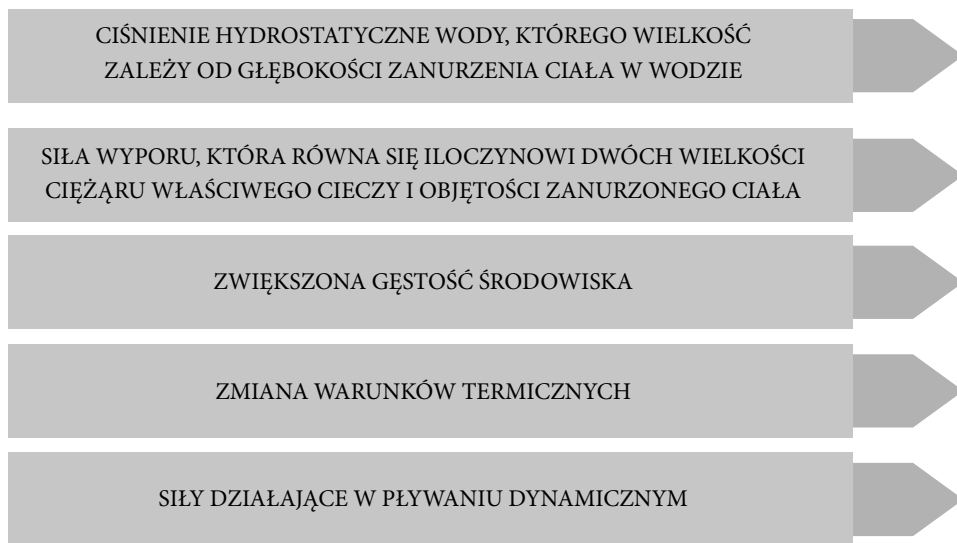 CIŚNIENIE HYDROSTATYCZNE WODY, KTÓREGO WIELKOŚĆ
ZALEŻY OD GŁĘBOKOŚCI ZANURZENIA CIAŁA W WODZIE
SIŁA WYPORU, KTÓRA RÓWNA SIĘ ILOCZYNOWI DWÓCH WIELKOŚCI
CIĘŻĄRU WŁAŚCIWEGO CIECZY I OBJĘTOŚCI ZANURZONEGO CIAŁA
ZWIĘKSZONA GĘSTOŚĆ ŚRODOWISKA
ZMIANA WARUNKÓW TERMICZNYCH
SIŁY DZIAŁAJĄCE W PŁYWANIU DYNAMICZNYM